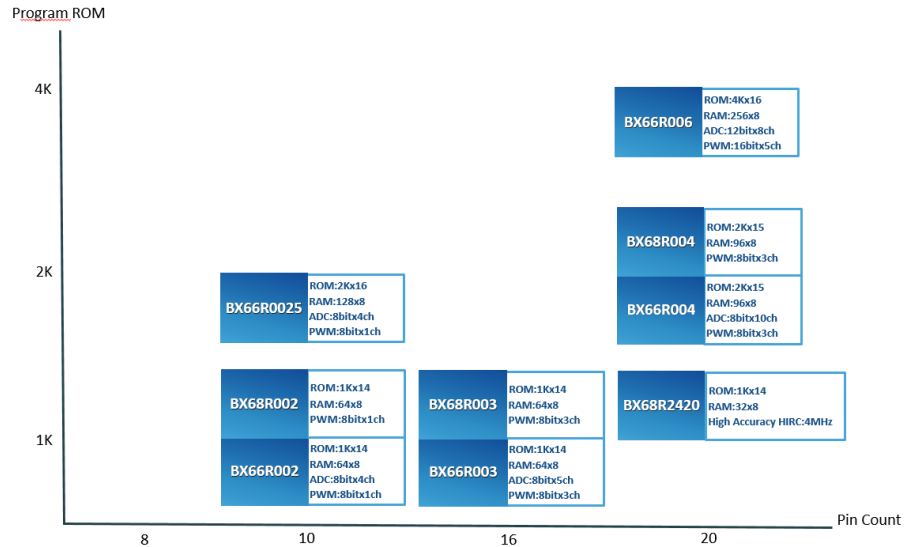 Program ROM
4K
BX66R006
ROM:4Kx16
RAM:256x8
ADC:12bitx8ch
PWM:16bitx5ch
BX68R004
ROM:2Kx15
RAM:96x8
PWM:8bitx3ch
2K
BX66R0025
ROM:2Kx16
RAM:128x8
ADC:8bitx4ch
PWM:8bitx1ch
BX66R004
ROM:2Kx15
RAM:96x8
ADC:8bitx10ch
PWM:8bitx3ch
BX68R002
ROM:1Kx14
RAM:64x8
PWM:8bitx1ch
BX68R003
ROM:1Kx14
RAM:64x8
PWM:8bitx3ch
BX68R2420
ROM:1Kx14
RAM:32x8
High Accuracy HIRC:4MHz
1K
BX66R002
ROM:1Kx14
RAM:64x8
ADC:8bitx4ch
PWM:8bitx1ch
BX66R003
ROM:1Kx14
RAM:64x8
ADC:8bitx5ch
PWM:8bitx3ch
Pin Count
8
10
16
20